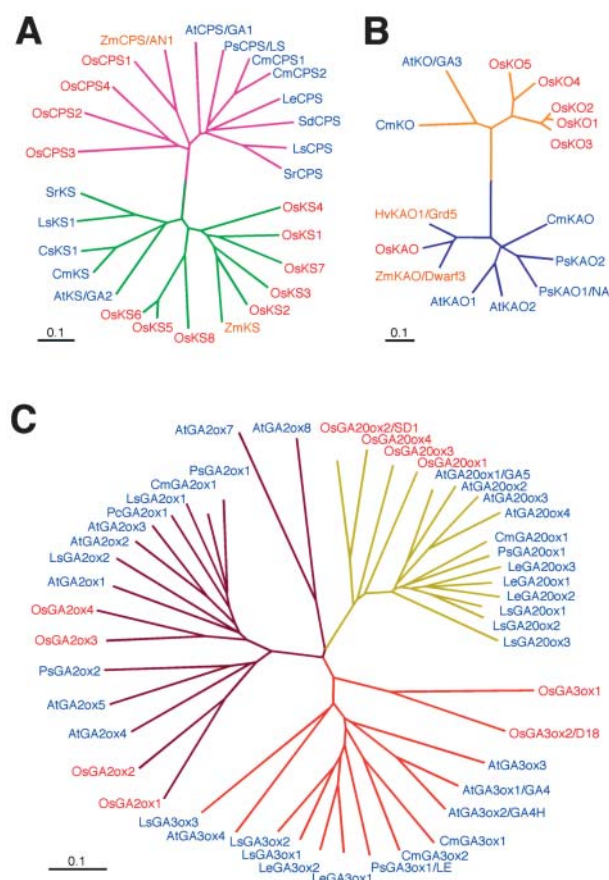 A
ZmCPS/AN1
AtCPS/GA1
PsCPS/LS
OsCPS1
CmCPS1
CmCPS2
OsCPS4
LeCPS
OsCPS2
SdCPS
OsCPS3
LsCPS
SrCPS
SrKS
OsKS4
LsKS1
OsKS1
CsKS1
OsKS7
CmKS
OsKS3
AtKS/GA2
OsKS2
OsKS6
OsKS5
OsKS8
ZmKS
0.1
B
AtKO/GA3
OsKO5
OsKO4
OsKO2
CmKO
OsKO1
OsKO3
HvKAO1/Grd5
CmKAO
OsKAO
PsKAO2
ZmKAO/Dwarf3
PsKAO1/NA
AtKAO1
AtKAO2
0.1
C
AtGA2ox7
AtGA2ox8
OsGA20ox2/SD1
OsGA20ox4
OsGA20ox3
OsGA20ox1
PsGA2ox1
AtGA20ox1/GA5
CmGA2ox1
AtGA20ox2
LsGA2ox1
AtGA20ox3
PcGA2ox1
AtGA20ox4
AtGA2ox3
AtGA2ox2
CmGA20ox1
LsGA2ox2
PsGA20ox1
LeGA20ox3
AtGA2ox1
LeGA20ox1
LeGA20ox2
OsGA2ox4
LsGA20ox1
LsGA20ox2
OsGA2ox3
LsGA20ox3
PsGA2ox2
OsGA3ox1
AtGA2ox5
AtGA2ox4
OsGA3ox2/D18
OsGA2ox2
AtGA3ox3
OsGA2ox1
AtGA3ox1/GA4
LsGA3ox3
AtGA3ox2/GA4H
AtGA3ox4
LsGA3ox2
CmGA3ox1
LsGA3ox1
CmGA3ox2
LeGA3ox2
PsGA3ox1/LE
LeGA3ox1
0.1